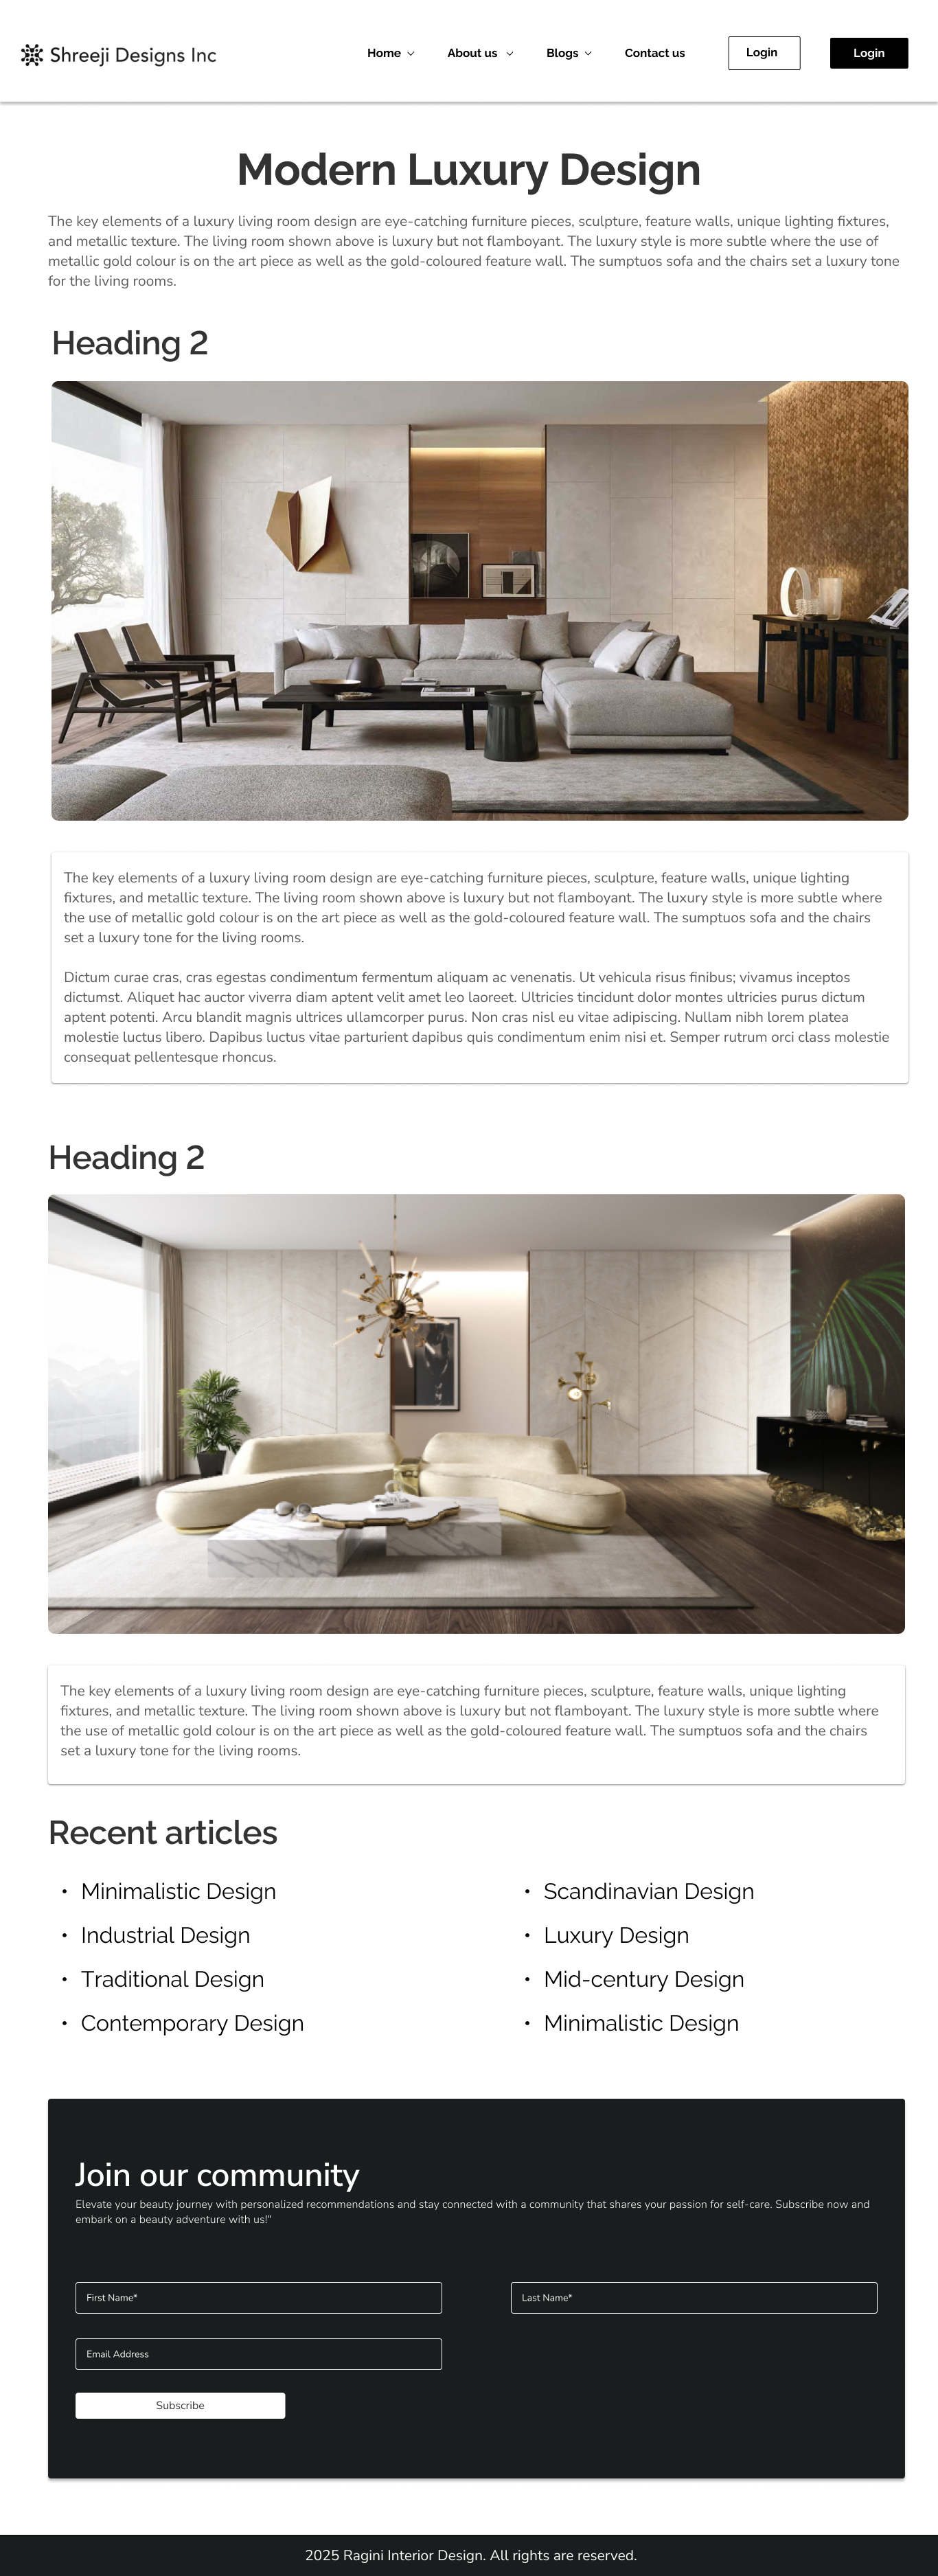 Shreeji Designs Inc
Home
About us
Blogs
Contact us
Login
Login
Modern Luxury Design
The key elements of a luxury living room design are eye-catching furniture pieces, sculpture, feature walls, unique lighting fixtures,
and metallic texture. The living room shown above is luxury but not flamboyant. The luxury style is more subtle where the use of
metallic gold colour is on the art piece as well as the gold-coloured feature wall. The sumptuos sofa and the chairs set a luxury tone
for the living rooms.
Heading 2
The key elements of a luxury living room design are eye-catching furniture pieces, sculpture, feature walls, unique lighting
fixtures, and metallic texture. The living room shown above is luxury but not flamboyant. The luxury style is more subtle where
the use of metallic gold colour is on the art piece as well as the gold-coloured feature wall. The sumptuos sofa and the chairs
set a luxury tone for the living rooms.
Dictum curae cras, cras egestas condimentum fermentum aliquam ac venenatis. Ut vehicula risus finibus; vivamus inceptos
dictumst. Aliquet hac auctor viverra diam aptent velit amet leo laoreet. Ultricies tincidunt dolor montes ultricies purus dictum
aptent potenti. Arcu blandit magnis ultrices ullamcorper purus. Non cras nisl eu vitae adipiscing. Nullam nibh lorem platea
molestie luctus libero. Dapibus luctus vitae parturient dapibus quis condimentum enim nisi et. Semper rutrum orci class molestie
consequat pellentesque rhoncus.
Heading 2
The key elements of a luxury living room design are eye-catching furniture pieces, sculpture, feature walls, unique lighting
fixtures, and metallic texture. The living room shown above is luxury but not flamboyant. The luxury style is more subtle where
the use of metallic gold colour is on the art piece as well as the gold-coloured feature wall. The sumptuos sofa and the chairs
set a luxury tone for the living rooms.
Recent articles
• Minimalistic Design
• Industrial Design
• Traditional Design
• Contemporary Design
• Scandinavian Design
• Luxury Design
• Mid-century Design
• Minimalistic Design
Join our community
Elevate your beauty journey with personalized recommendations and stay connected with a community that shares your passion for self-care. Subscribe now and
embark on a beauty adventure with us!"
First Name*
Last Name*
Email Address
Subscribe
2025 Ragini Interior Design. All rights are reserved.